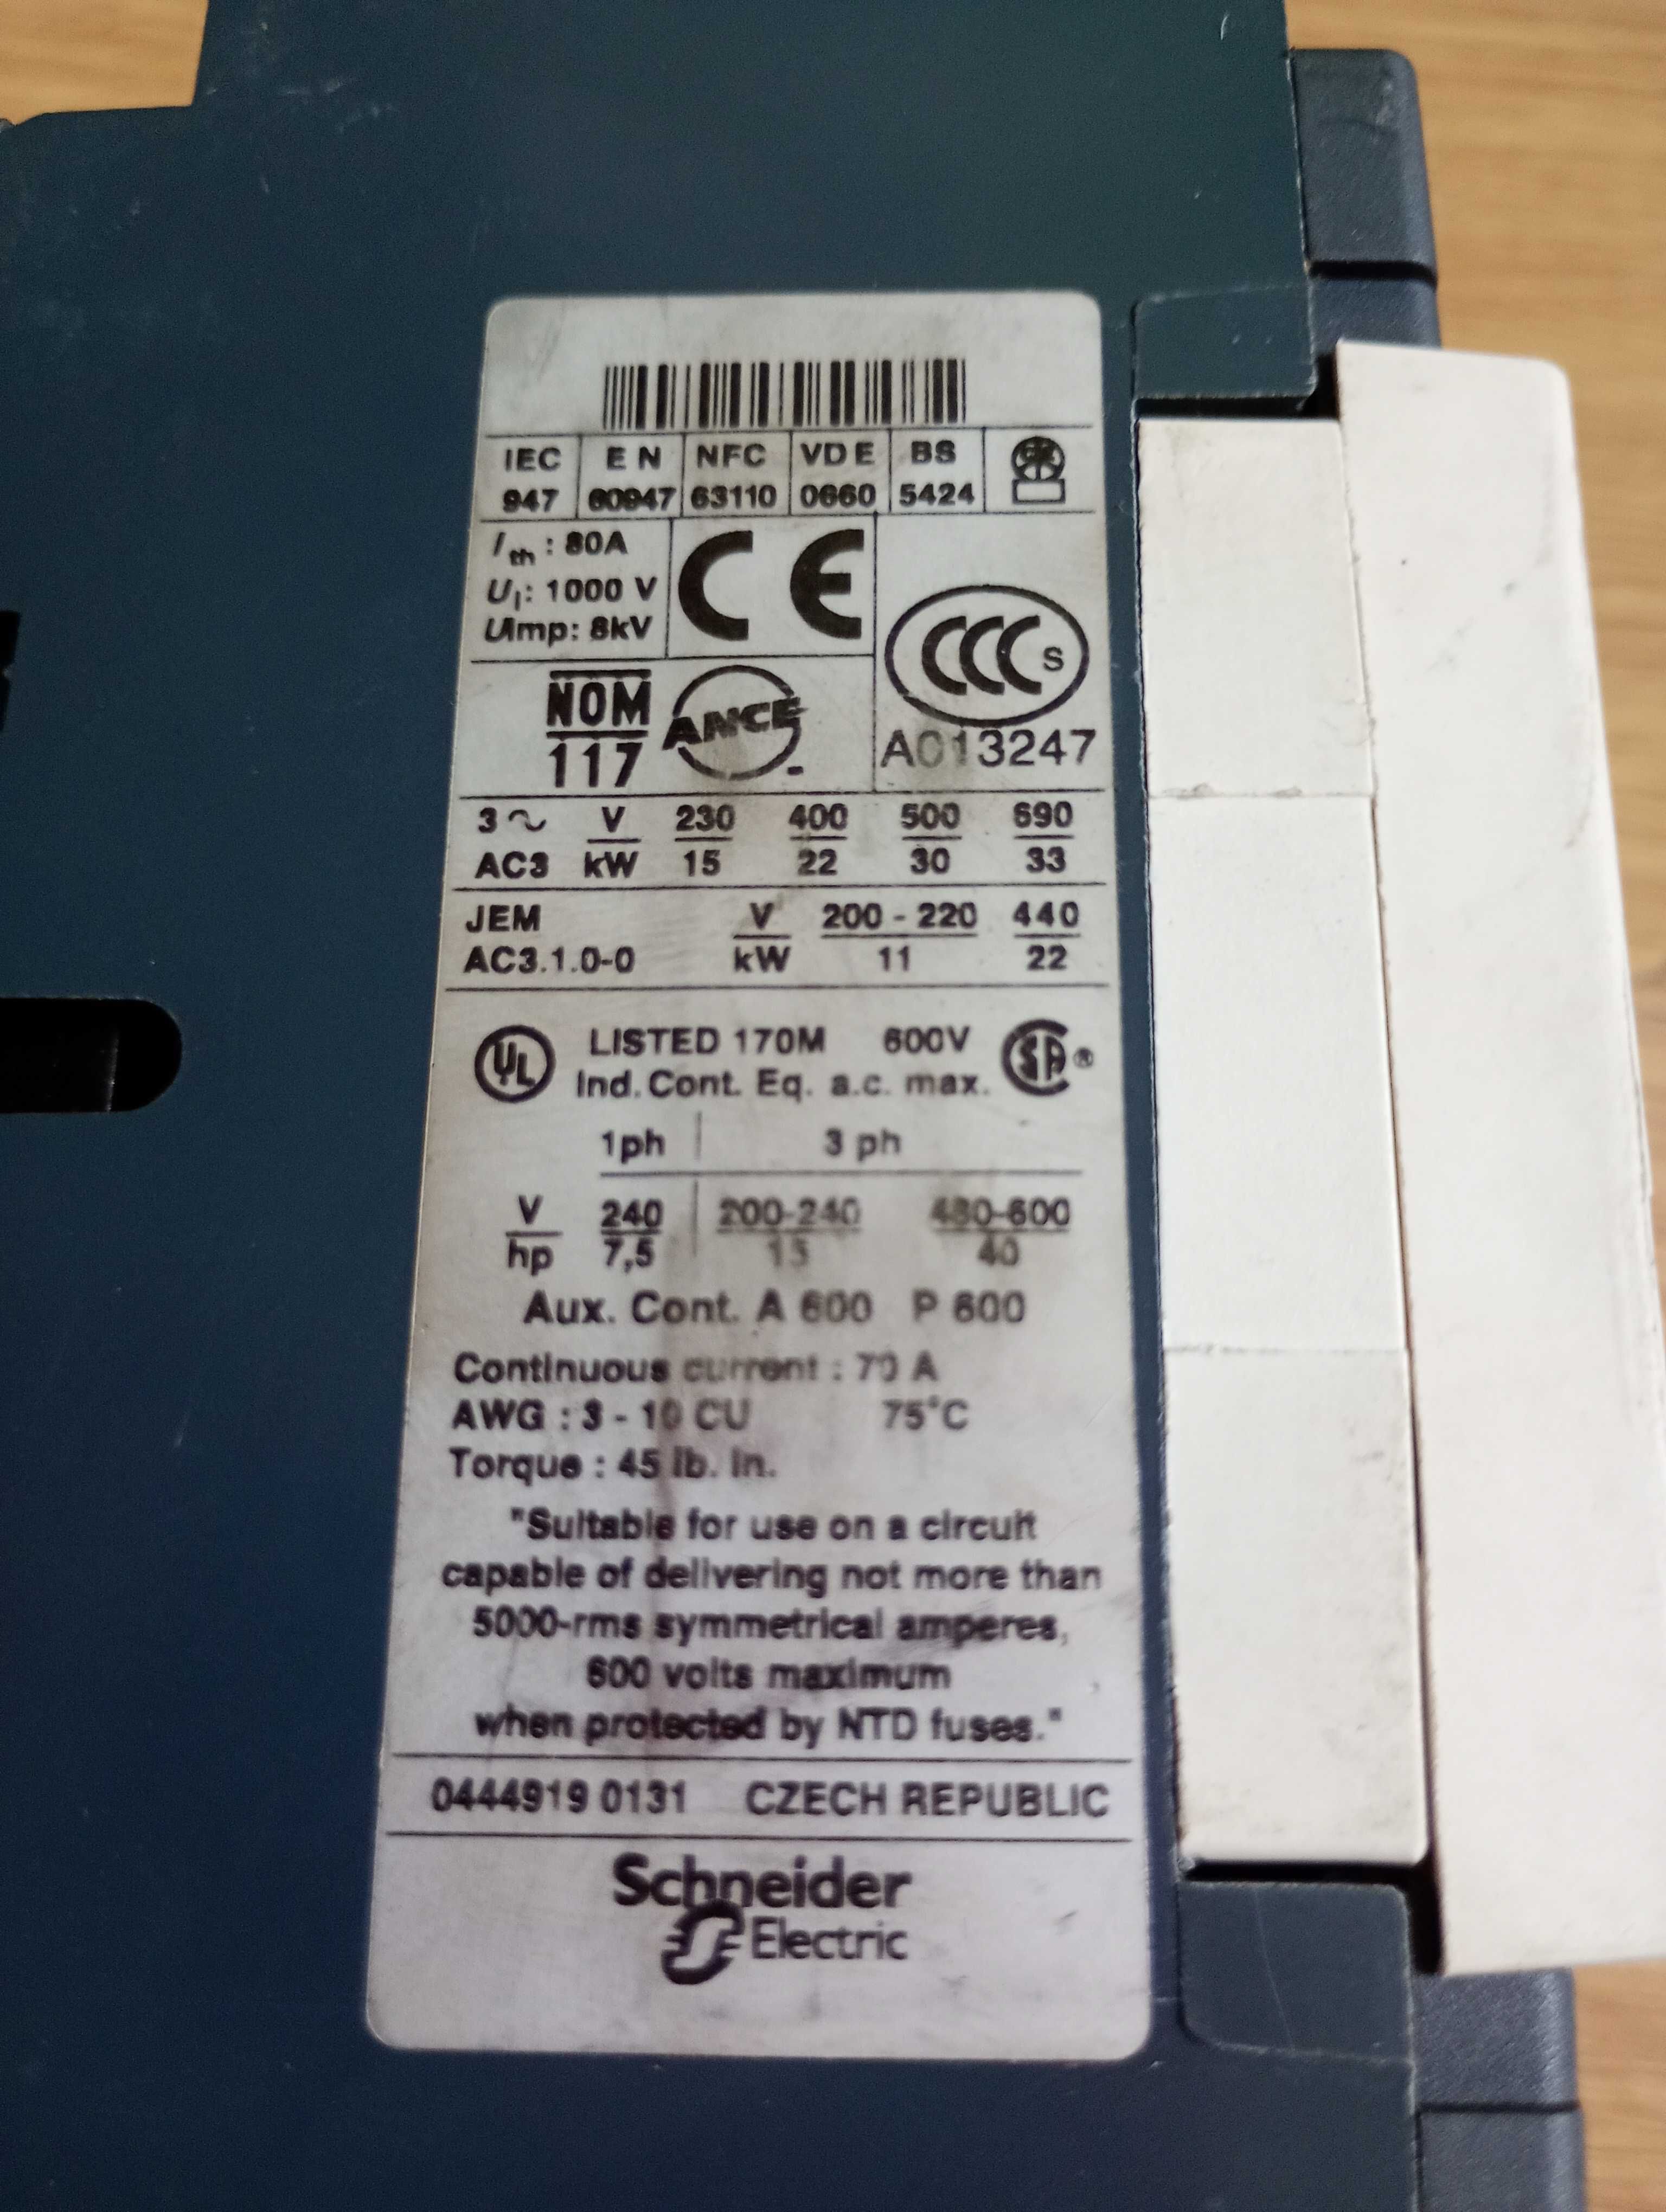 IEC EN NFC VDE BS
947 60947 63110 0660 5424
Ith : 80A
Ui: 1000 V
Uimp: 8kV
CE
CCC S
A013247
NOM
117
ANCE
3~ V 230 400 500 690
AC3 kW 15 22 30 33
JEM V 200 - 220 440
AC3.1.0-0 kW 11 22
UL LISTED 170M 600V SA®
Ind. Cont. Eq. a.c. max.
1ph 3 ph
V 240 200-240 480-600
hp 7,5 15 40
Aux. Cont. A 600 P 600
Continuous current : 70 A
AWG : 3 - 10 CU 75°C
Torque : 45 lb. in.
"Suitable for use on a circuit
capable of delivering not more than
5000-rms symmetrical amperes,
600 volts maximum
when protected by NTD fuses."
0444919 0131 CZECH REPUBLIC
Schneider
Electric